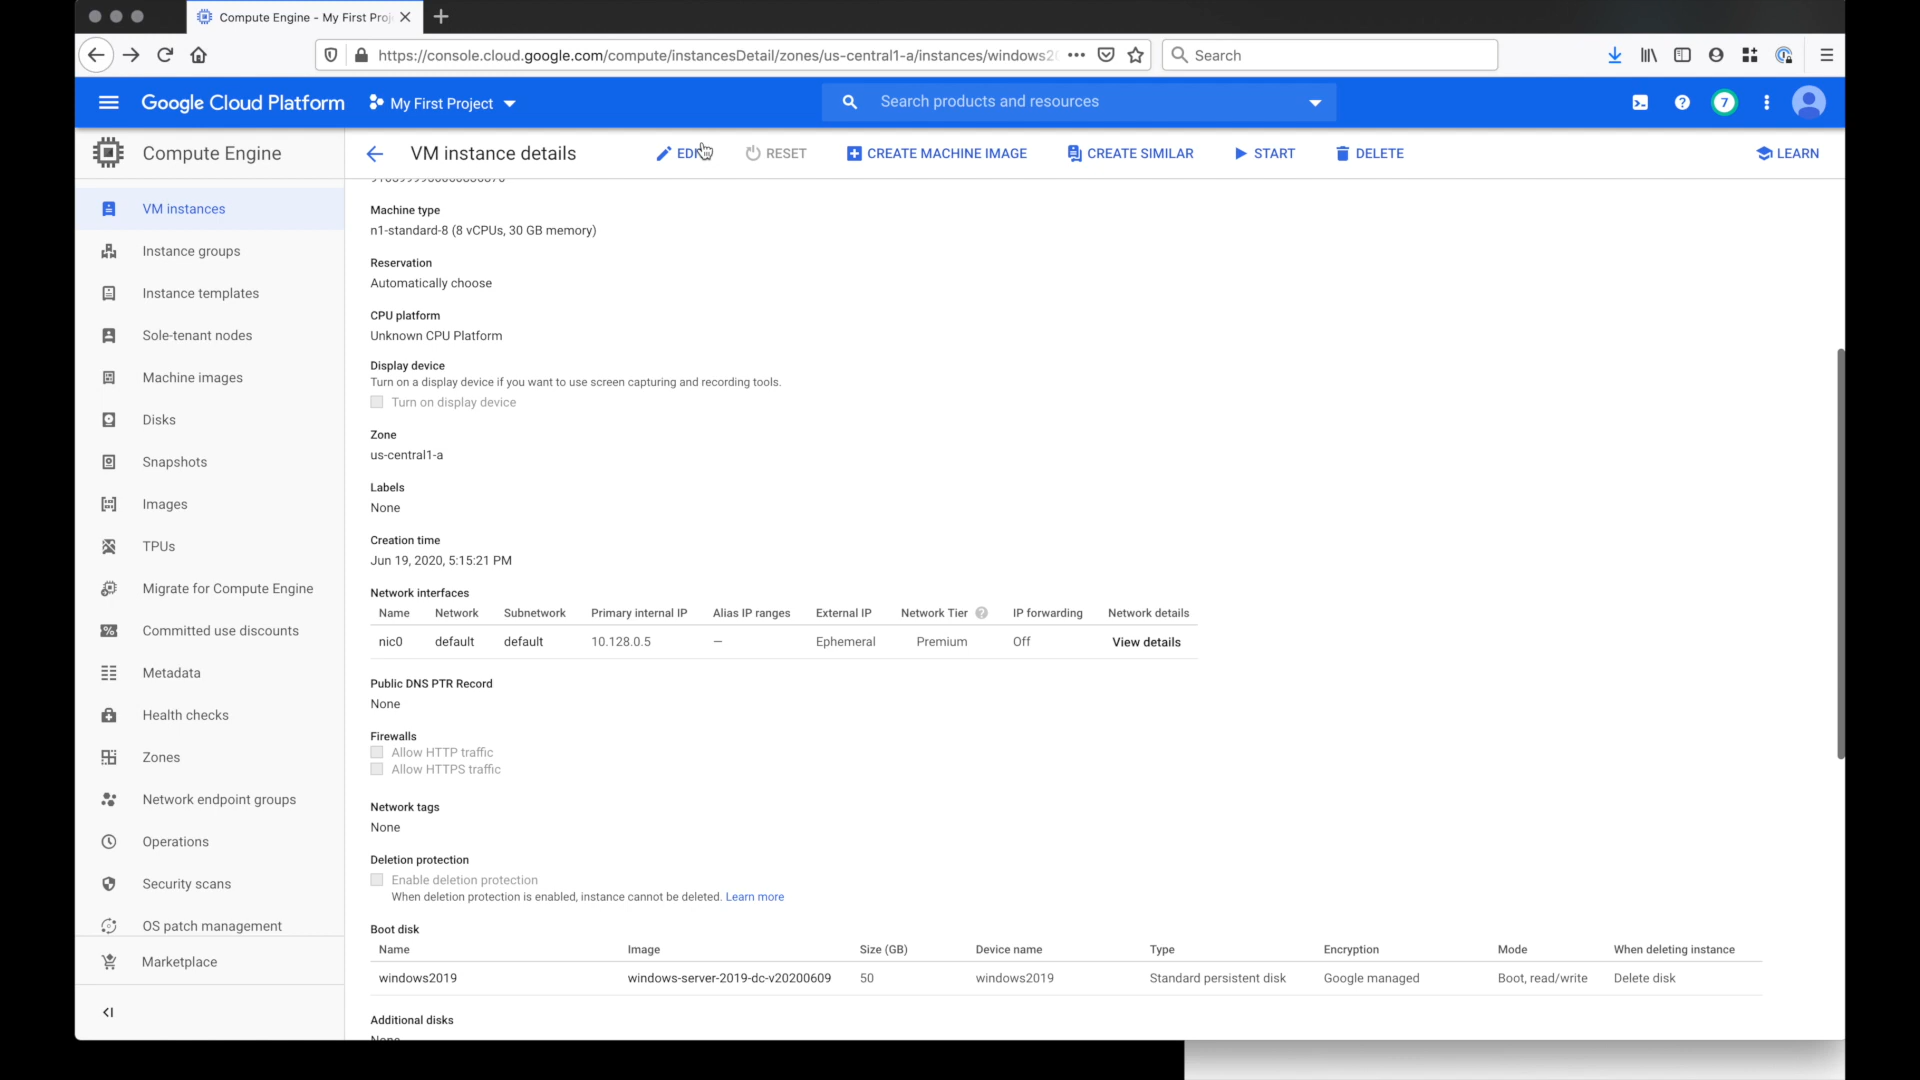 Compute Engine - My First Proj
https://console.cloud.google.com/compute/instancesDetail/zones/us-central1-a/instances/windows2
Search
Google Cloud Platform
My First Project
Search products and resources
7
Compute Engine
VM instance details
EDIT
RESET
CREATE MACHINE IMAGE
CREATE SIMILAR
START
DELETE
LEARN
VM instances
Instance groups
Instance templates
Sole-tenant nodes
Machine images
Disks
Snapshots
Images
TPUs
Migrate for Compute Engine
Committed use discounts
Metadata
Health checks
Zones
Network endpoint groups
Operations
Security scans
OS patch management
Marketplace
Machine type
n1-standard-8 (8 vCPUs, 30 GB memory)
Reservation
Automatically choose
CPU platform
Unknown CPU Platform
Display device
Turn on a display device if you want to use screen capturing and recording tools.
Turn on display device
Zone
us-central1-a
Labels
None
Creation time
Jun 19, 2020, 5:15:21 PM
Network interfaces
Name Network Subnetwork Primary internal IP Alias IP ranges External IP Network Tier IP forwarding Network details
nic0 default default 10.128.0.5 — Ephemeral Premium Off View details
Public DNS PTR Record
None
Firewalls
Allow HTTP traffic
Allow HTTPS traffic
Network tags
None
Deletion protection
Enable deletion protection
When deletion protection is enabled, instance cannot be deleted. Learn more
Boot disk
Name Image Size (GB) Device name Type Encryption Mode When deleting instance
windows2019 windows-server-2019-dc-v20200609 50 windows2019 Standard persistent disk Google managed Boot, read/write Delete disk
Additional disks
None